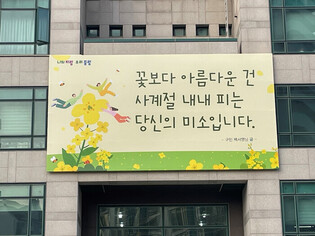 꽃보다 아름다운 건
사계절 내내 피는
당신의 미소입니다.